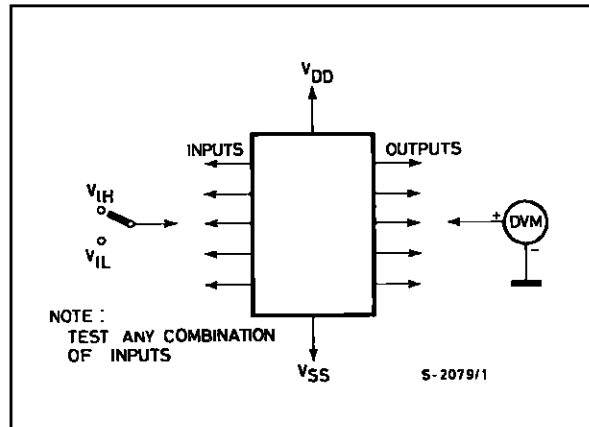 VDD
INPUTS
OUTPUTS
VIH
VIL
+
DVM
-
NOTE :
TEST ANY COMBINATION
OF INPUTS
VSS
S-2079/1